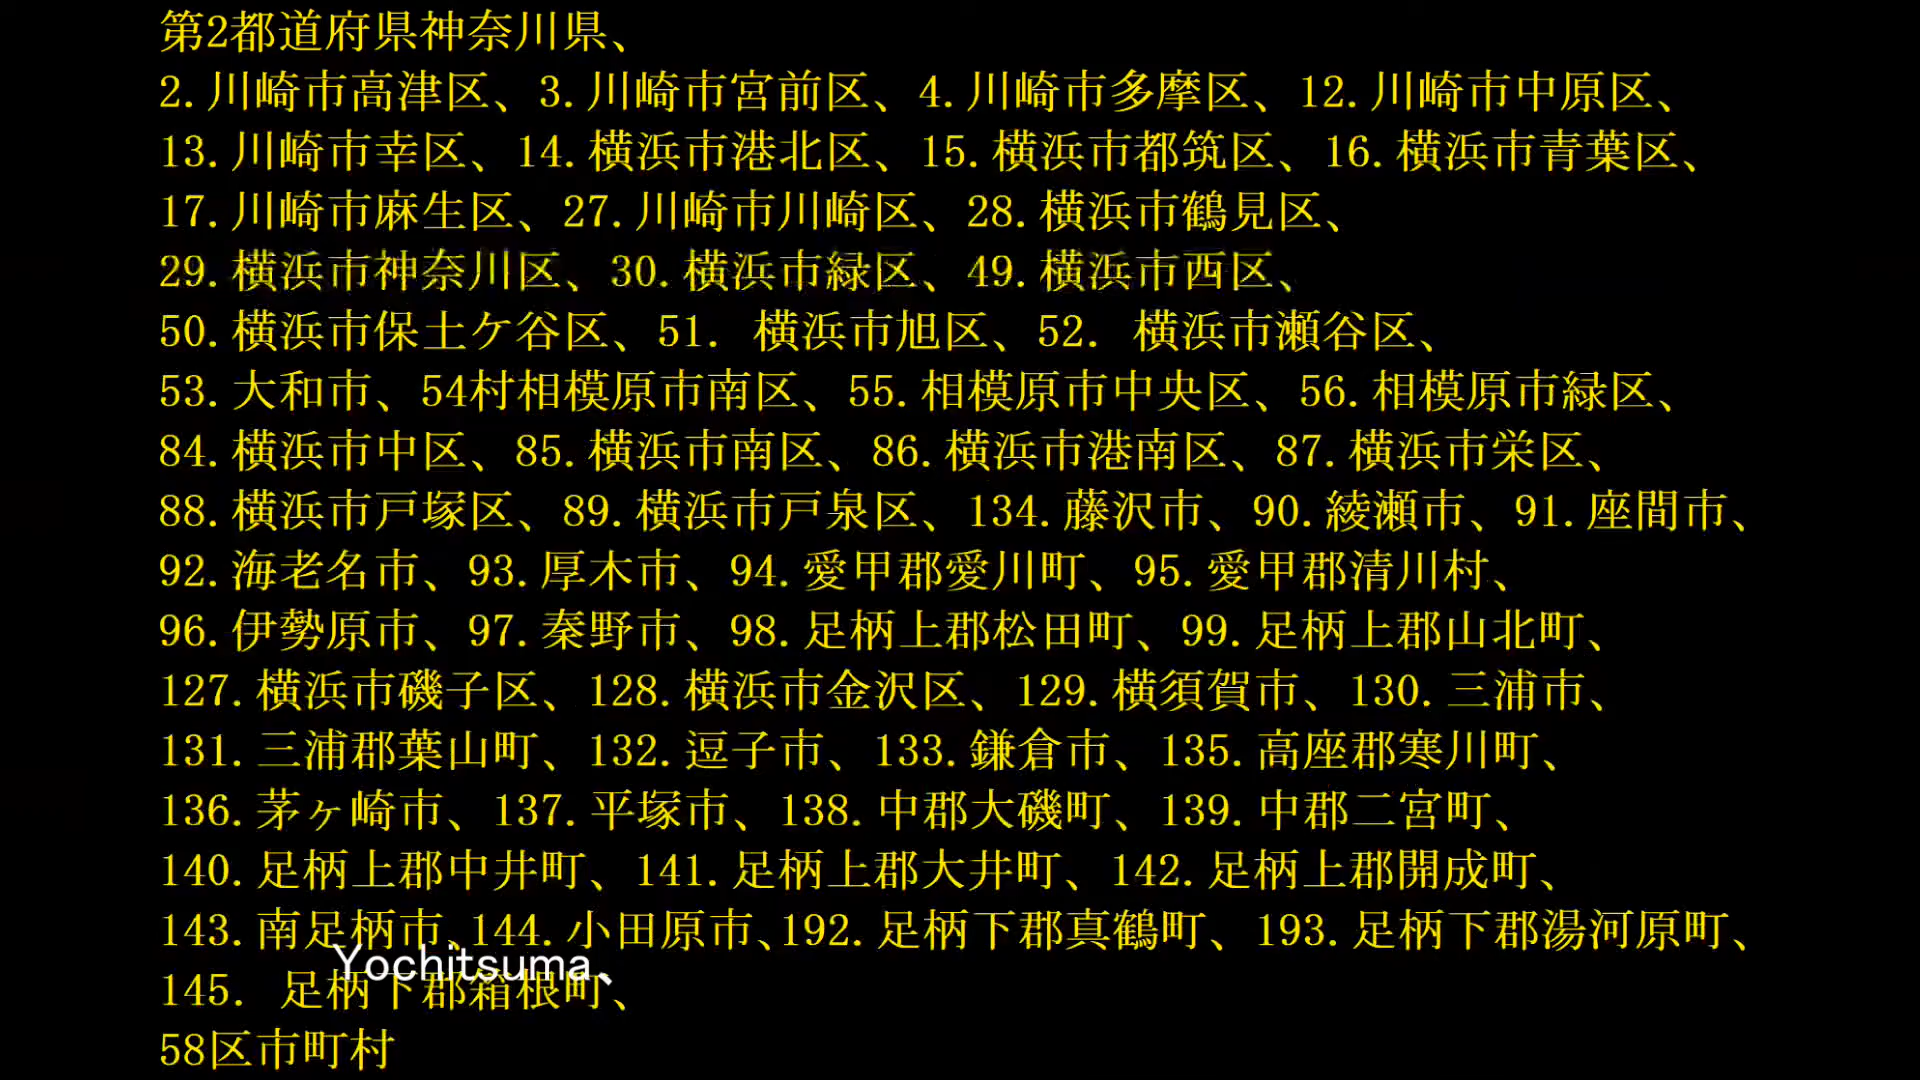 第2都道府県神奈川県、
2.川崎市高津区、3.川崎市宮前区、4.川崎市多摩区、12.川崎市中原区、
13.川崎市幸区、14.横浜市港北区、15.横浜市都筑区、16.横浜市青葉区、
17.川崎市麻生区、27.川崎市川崎区、28.横浜市鶴見区、
29.横浜市神奈川区、30.横浜市緑区、49.横浜市西区、
50.横浜市保土ケ谷区、51. 横浜市旭区、52. 横浜市瀬谷区、
53.大和市、54村相模原市南区、55.相模原市中央区、56.相模原市緑区、
84.横浜市中区、85.横浜市南区、86.横浜市港南区、87.横浜市栄区、
88.横浜市戸塚区、89.横浜市戸泉区、134.藤沢市、90.綾瀬市、91.座間市、
92.海老名市、93.厚木市、94.愛甲郡愛川町、95.愛甲郡清川村、
96.伊勢原市、97.秦野市、98.足柄上郡松田町、99.足柄上郡山北町、
127.横浜市磯子区、128.横浜市金沢区、129.横須賀市、130.三浦市、
131.三浦郡葉山町、132.逗子市、133.鎌倉市、135.高座郡寒川町、
136.茅ヶ崎市、137.平塚市、138.中郡大磯町、139.中郡二宮町、
140.足柄上郡中井町、141.足柄上郡大井町、142.足柄上郡開成町、
143.南足柄市、144.小田原市、192.足柄下郡真鶴町、193.足柄下郡湯河原町、
Yochitsuma、
145. 足柄下郡箱根町、
58区市町村